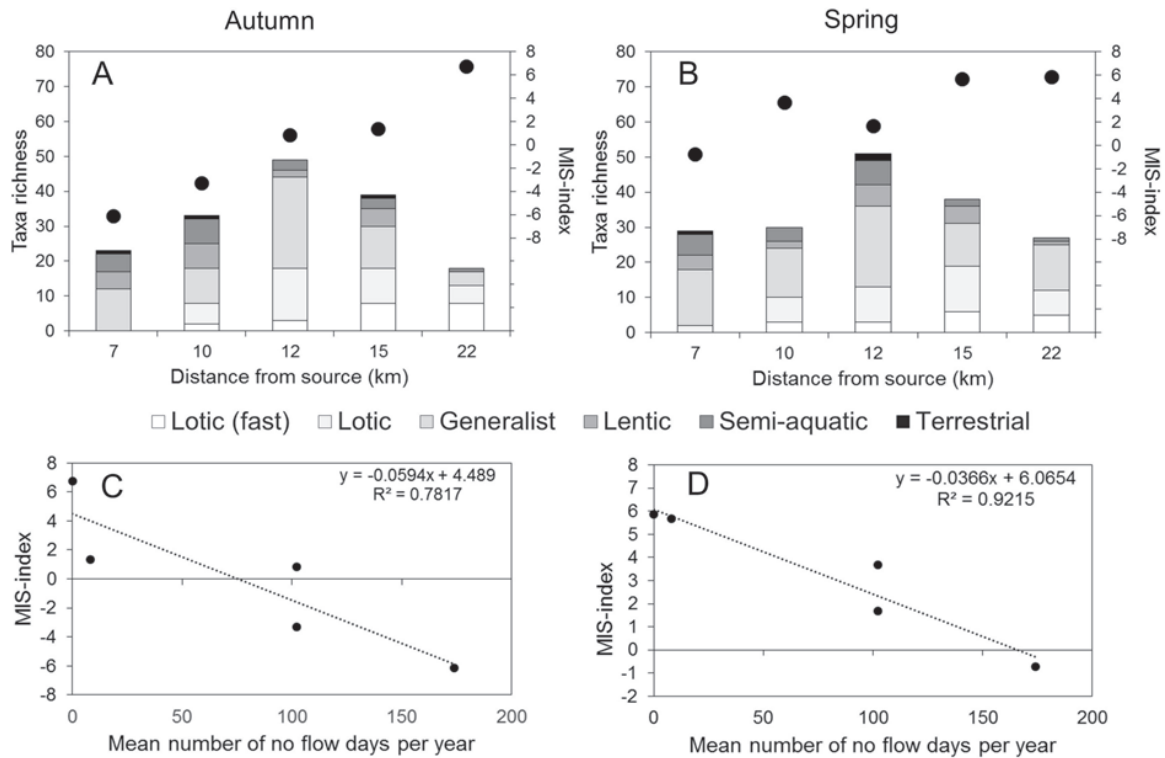 Autumn
Spring
A
80
70
60
50
40
30
20
10
0
Taxa richness
8
6
4
2
0
-2
-4
-6
-8
MIS-index
7 10 12 15 22
Distance from source (km)
B
80
70
60
50
40
30
20
10
0
Taxa richness
8
6
4
2
0
-2
-4
-6
-8
MIS-index
7 10 12 15 22
Distance from source (km)
Lotic (fast) Lotic Generalist Lentic Semi-aquatic Terrestrial
C
y = -0.0594x + 4.489
R² = 0.7817
8
6
4
2
0
-2
-4
-6
-8
MIS-index
0 50 100 150 200
Mean number of no flow days per year
D
y = -0.0366x + 6.0654
R² = 0.9215
8
7
6
5
4
3
2
1
0
-1
-2
MIS-index
0 50 100 150 200
Mean number of no flow days per year